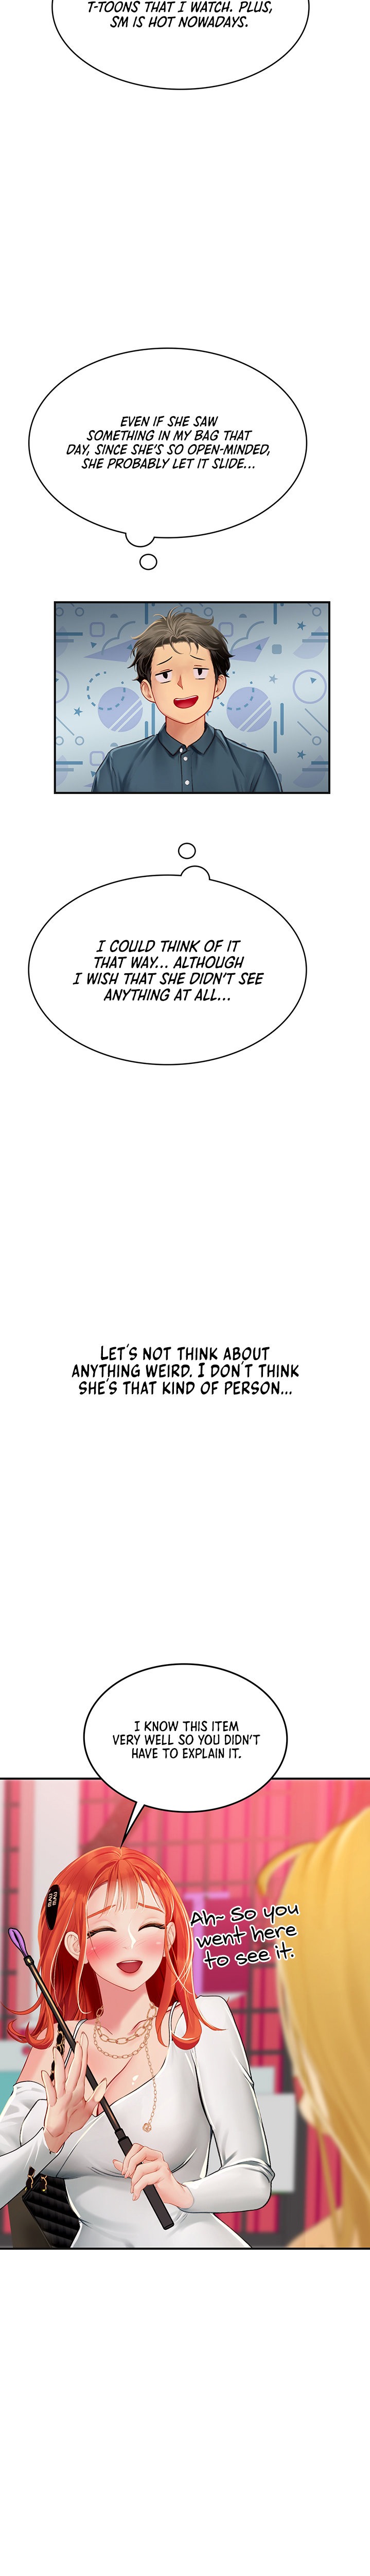 T-TOONS THAT I WATCH. PLUS,
SM IS HOT NOWADAYS.
EVEN IF SHE SAW
SOMETHING IN MY BAG THAT
DAY, SINCE SHE'S SO OPEN-MINDED,
SHE PROBABLY LET IT SLIDE...
I COULD THINK OF IT
THAT WAY... ALTHOUGH
I WISH THAT SHE DIDN'T SEE
ANYTHING AT ALL...
LET'S NOT THINK ABOUT
ANYTHING WEIRD. I DON'T THINK
SHE'S THAT KIND OF PERSON...
I KNOW THIS ITEM
VERY WELL SO YOU DIDN'T
HAVE TO EXPLAIN IT.
Ah~ So you
went here
to see it.